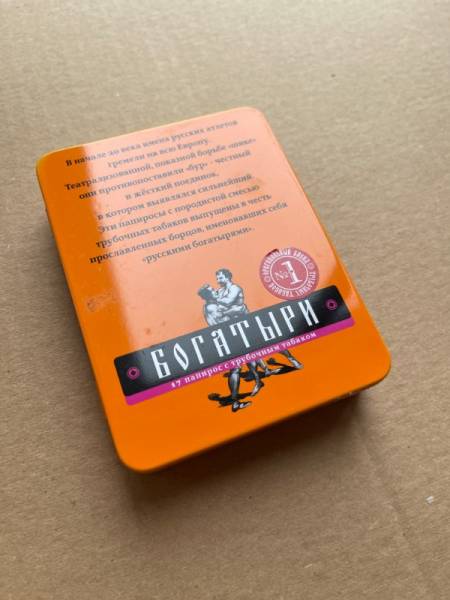 В начале 20 века имена русских атлетов
гремели на всю Европу.
Театрализованной, показной борьбе «шике»
они противопоставили «бур» - честный
и жёсткий поединок,
в котором выявлялся сильнейший
Эти папиросы с породистой смесью
трубочных табаков выпущены в честь
прославленных борцов, именовавших себя
«русскими богатырями».
№1
БОГАТЫРИ
17 папирос с трубочным табаком